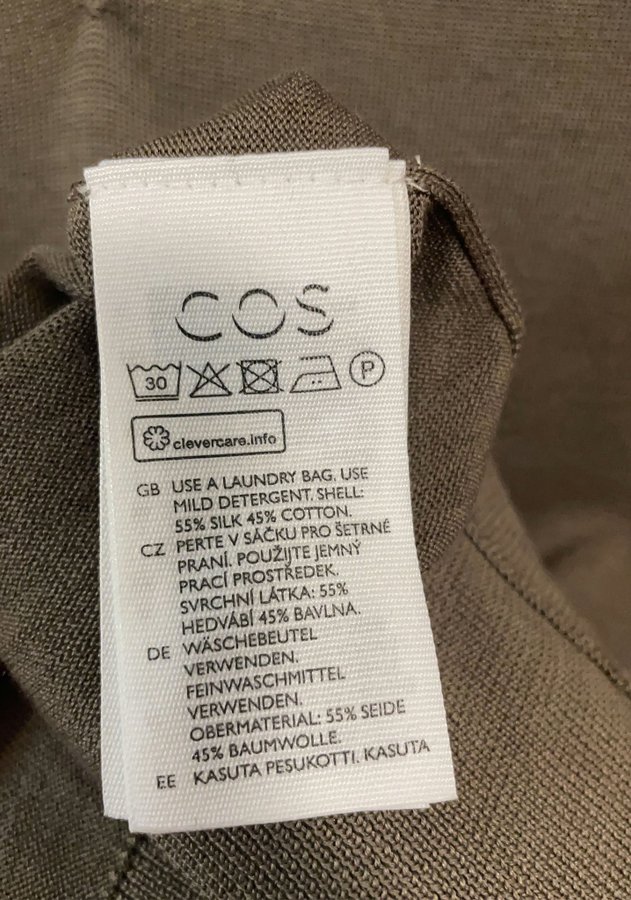 COS
30
P
clevercare.info
GB USE A LAUNDRY BAG. USE
MILD DETERGENT. SHELL:
55% SILK 45% COTTON.
CZ PERTE V SÁČKU PRO ŠETRNÉ
PRANÍ. POUŽIJTE JEMNÝ
PRACÍ PROSTŘEDEK.
SVRCHNÍ LÁTKA: 55%
HEDVÁBÍ 45% BAVLNA.
DE WÄSCHEBEUTEL
VERWENDEN.
FEINWASCHMITTEL
VERWENDEN.
OBERMATERIAL: 55% SEIDE
45% BAUMWOLLE.
EE KASUTA PESUKOTTI. KASUTA